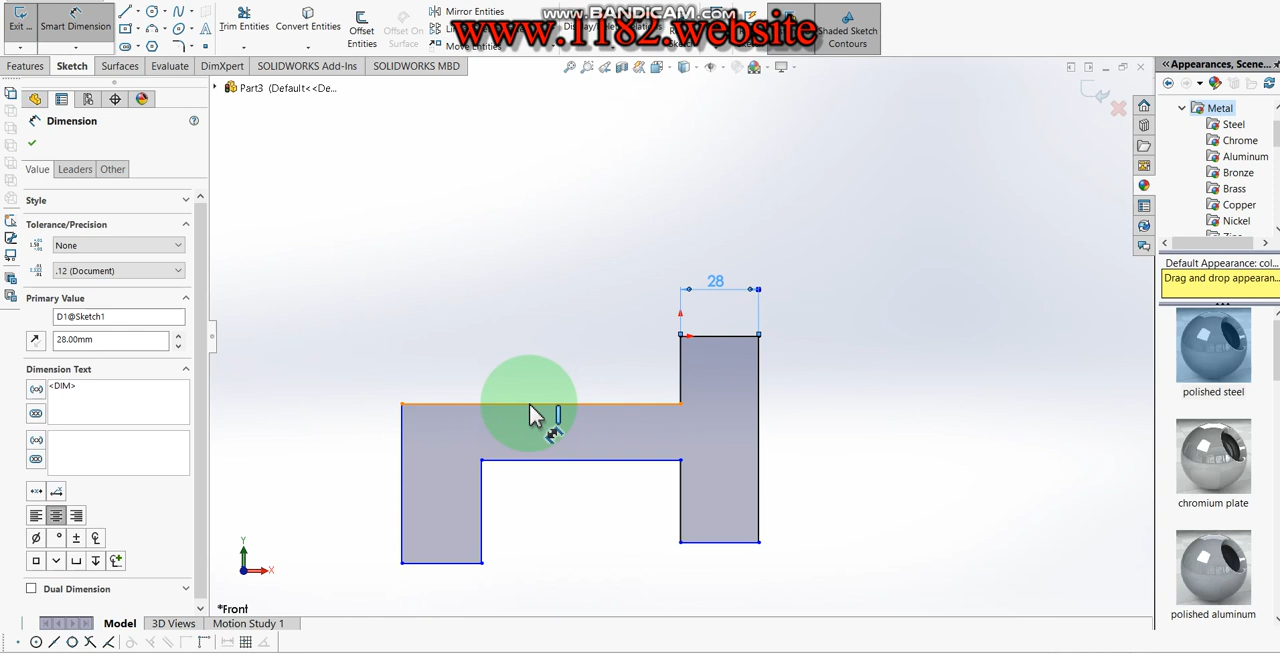 www.BANDICAM.com
www.1182.website
Exit ...
Smart Dimension
Trim Entities
Convert Entities
Offset
Entities
Offset On
Surface
Mirror Entities
Move Entities
Shaded Sketch
Contours
Features
Sketch
Surfaces
Evaluate
DimXpert
SOLIDWORKS Add-Ins
SOLIDWORKS MBD
Part3 (Default<<De...
Appearances, Scene...
Dimension
Value
Leaders
Other
Style
Tolerance/Precision
None
.12 (Document)
Primary Value
D1@Sketch1
28.00mm
Dimension Text
<DIM>
Dual Dimension
28
Y
X
*Front
Metal
Steel
Chrome
Aluminum
Bronze
Brass
Copper
Nickel
Default Appearance: col...
Drag and drop appearan...
polished steel
chromium plate
polished aluminum
Model
3D Views
Motion Study 1